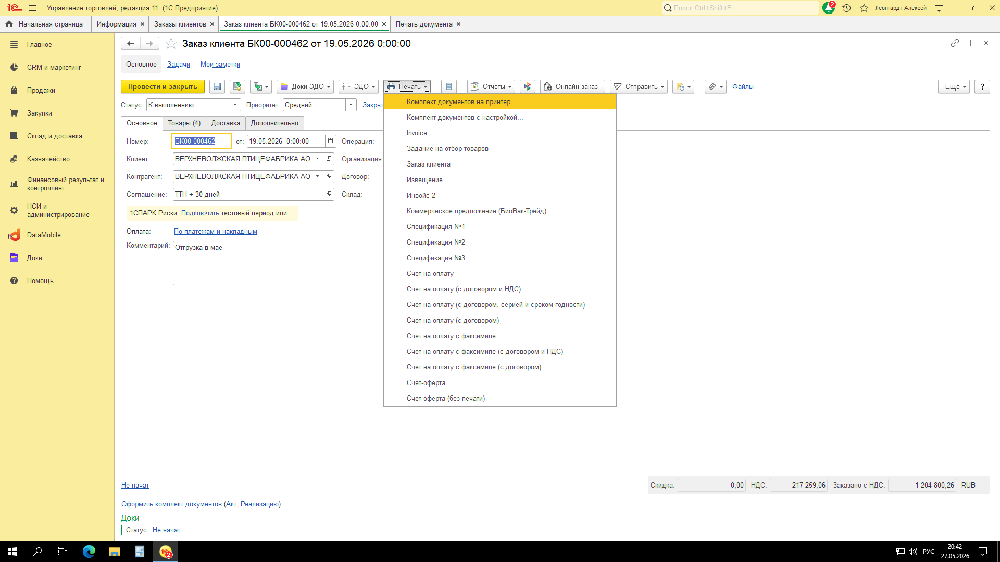 Управление торговлей, редакция 11 (1С:Предприятие)
Поиск Ctrl+Shift+F
2
Леонгардт Алексей
Начальная страница
Информация
Заказы клиентов
Заказ клиента БК00-000462 от 19.05.2026 0:00:00
Печать документа
Главное
CRM и маркетинг
Продажи
Закупки
Склад и доставка
Казначейство
Финансовый результат и
контроллинг
НСИ и
администрирование
DataMobile
Доки
Помощь
Заказ клиента БК00-000462 от 19.05.2026 0:00:00
Основное
Задачи
Мои заметки
Провести и закрыть
Доки ЭДО
ЭДО
Печать
Отчеты
Онлайн-заказ
Отправить
Файлы
Еще
?
Статус:
К выполнению
Приоритет:
Средний
Закрыт
Основное
Товары (4)
Доставка
Дополнительно
Номер:
БК00-000462
от:
19.05.2026 0:00:00
Операция:
Клиент:
ВЕРХНЕВОЛЖСКАЯ ПТИЦЕФАБРИКА АО
Организация:
Контрагент:
ВЕРХНЕВОЛЖСКАЯ ПТИЦЕФАБРИКА АО
Договор:
Соглашение:
ТТН + 30 дней
...
Склад:
1СПАРК Риски: Подключить тестовый период или…
Оплата:
По платежам и накладным
Комментарий:
Отгрузка в мае
Комплект документов на принтер
Комплект документов с настройкой...
Invoice
Задание на отбор товаров
Заказ клиента
Извещение
Инвойс 2
Коммерческое предложение (БиоВак-Трейд)
Спецификация №1
Спецификация №2
Спецификация №3
Счет на оплату
Счет на оплату (с договором и НДС)
Счет на оплату (с договором, серией и сроком годности)
Счет на оплату (с договором)
Счет на оплату с факсимиле
Счет на оплату с факсимиле (с договором и НДС)
Счет на оплату с факсимиле (с договором)
Счет-оферта
Счет-оферта (без печати)
Не начат
Скидка:
0,00
НДС:
217 259,06
Заказано с НДС:
1 204 800,26
RUB
Оформить комплект документов (Акт, Реализацию)
Доки
Статус:
Не начат
2
РУС
20:42
27.05.2026